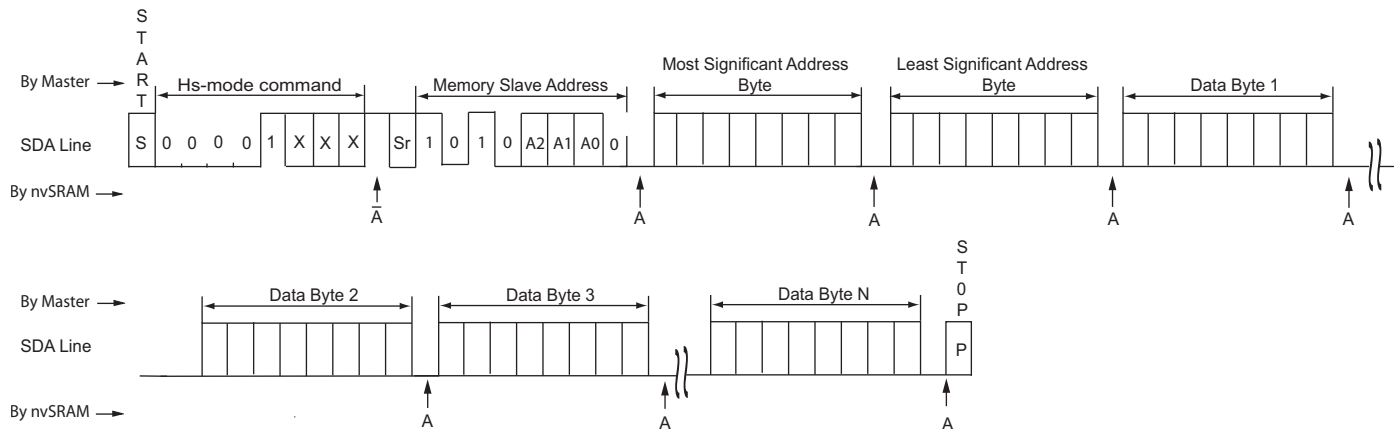 START
By Master
Hs-mode command
Memory Slave Address
Most Significant Address
Byte
Least Significant Address
Byte
Data Byte 1
SDA Line
S 0 0 0 0 1 X X X Sr 1 0 1 0 A2 A1 A0 0
By nvSRAM
A̅ A A A A
ST0P
By Master
Data Byte 2
Data Byte 3
Data Byte N
SDA Line
P
By nvSRAM
A A A